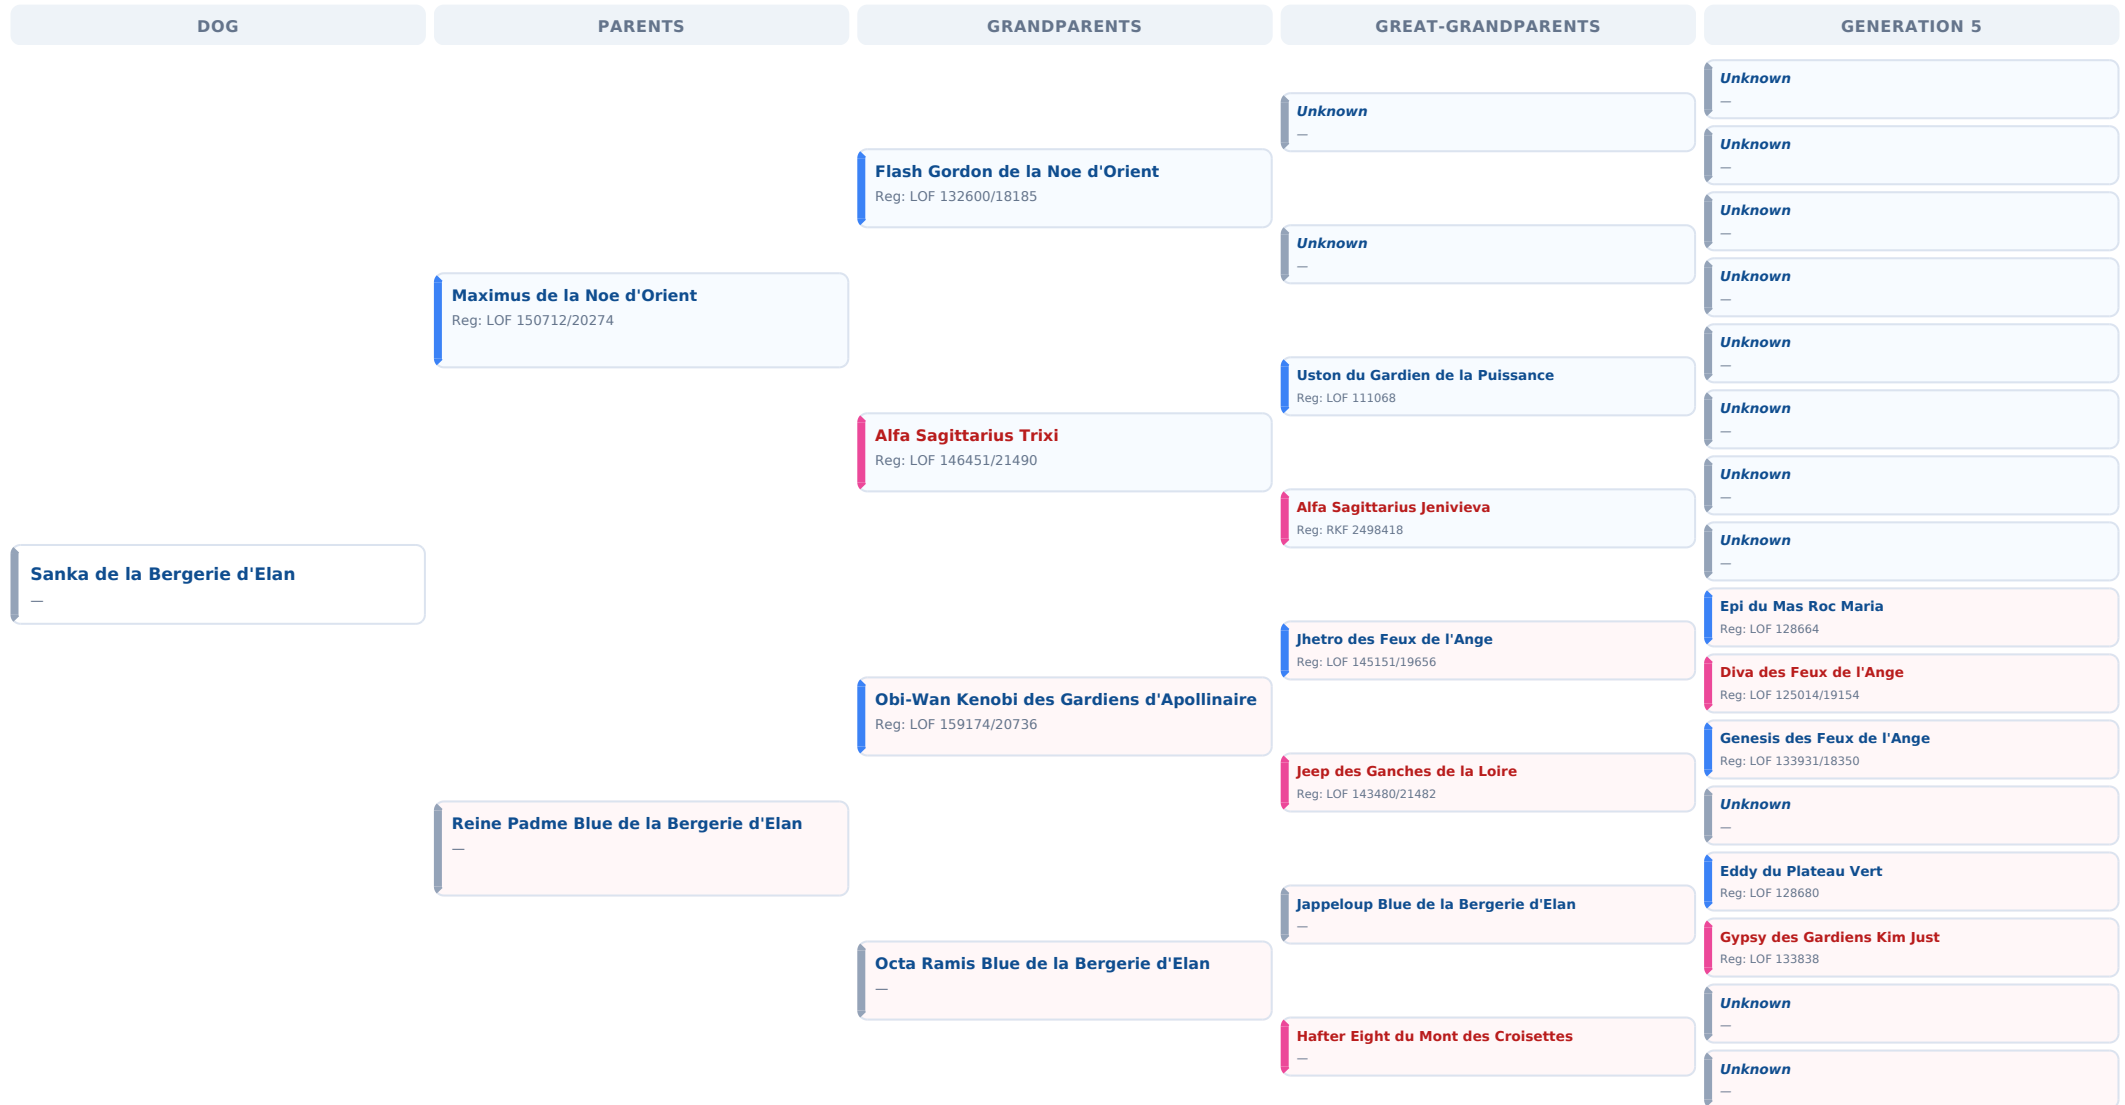 DOG
PARENTS
GRANDPARENTS
GREAT-GRANDPARENTS
GENERATION 5
Sanka de la Bergerie d'Elan
—
Maximus de la Noe d'Orient
Reg: LOF 150712/20274
Reine Padme Blue de la Bergerie d'Elan
—
Flash Gordon de la Noe d'Orient
Reg: LOF 132600/18185
Alfa Sagittarius Trixi
Reg: LOF 146451/21490
Obi-Wan Kenobi des Gardiens d'Apollinaire
Reg: LOF 159174/20736
Octa Ramis Blue de la Bergerie d'Elan
—
Unknown
—
Unknown
—
Uston du Gardien de la Puissance
Reg: LOF 111068
Alfa Sagittarius Jenivieva
Reg: RKF 2498418
Jhetro des Feux de l'Ange
Reg: LOF 145151/19656
Jeep des Ganches de la Loire
Reg: LOF 143480/21482
Jappeloup Blue de la Bergerie d'Elan
—
Hafter Eight du Mont des Croisettes
—
Unknown
—
Unknown
—
Unknown
—
Unknown
—
Unknown
—
Unknown
—
Unknown
—
Unknown
—
Epi du Mas Roc Maria
Reg: LOF 128664
Diva des Feux de l'Ange
Reg: LOF 125014/19154
Genesis des Feux de l'Ange
Reg: LOF 133931/18350
Unknown
—
Eddy du Plateau Vert
Reg: LOF 128680
Gypsy des Gardiens Kim Just
Reg: LOF 133838
Unknown
—
Unknown
—